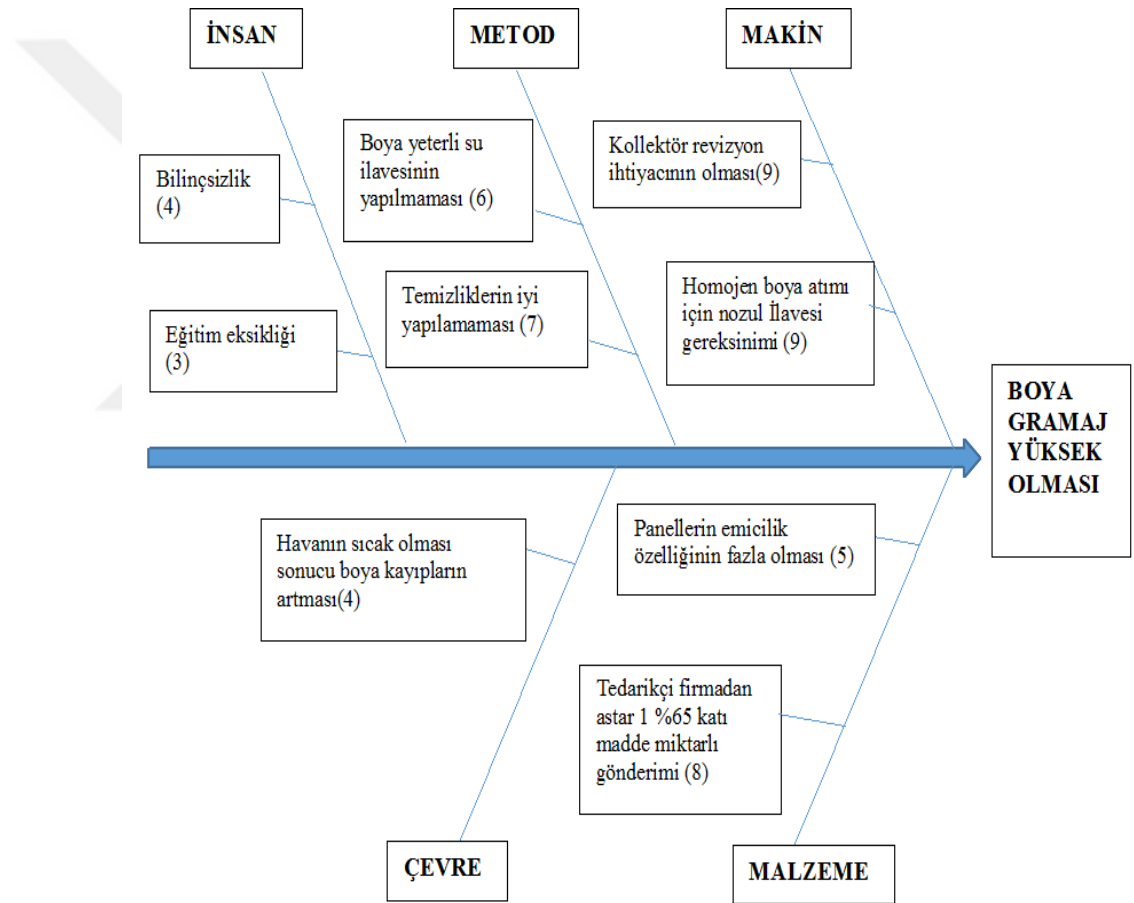 İNSAN
METOD
MAKİN
Bilinçsizlik
(4)
Eğitim eksikliği
(3)
Boya yeterli su
ilavesinin
yapılmaması (6)
Temizliklerin iyi
yapılamaması (7)
Kollektör revizyon
ihtiyacının olması(9)
Homojen boya atımı
için nozul İlavesi
gereksinimi (9)
BOYA
GRAMAJ
YÜKSEK
OLMASI
Havanın sıcak olması
sonucu boya kayıpların
artması(4)
Panellerin emicilik
özelliğinin fazla olması (5)
Tedarikçi firmadan
astar 1 %65 katı
madde miktarlı
gönderimi (8)
ÇEVRE
MALZEME